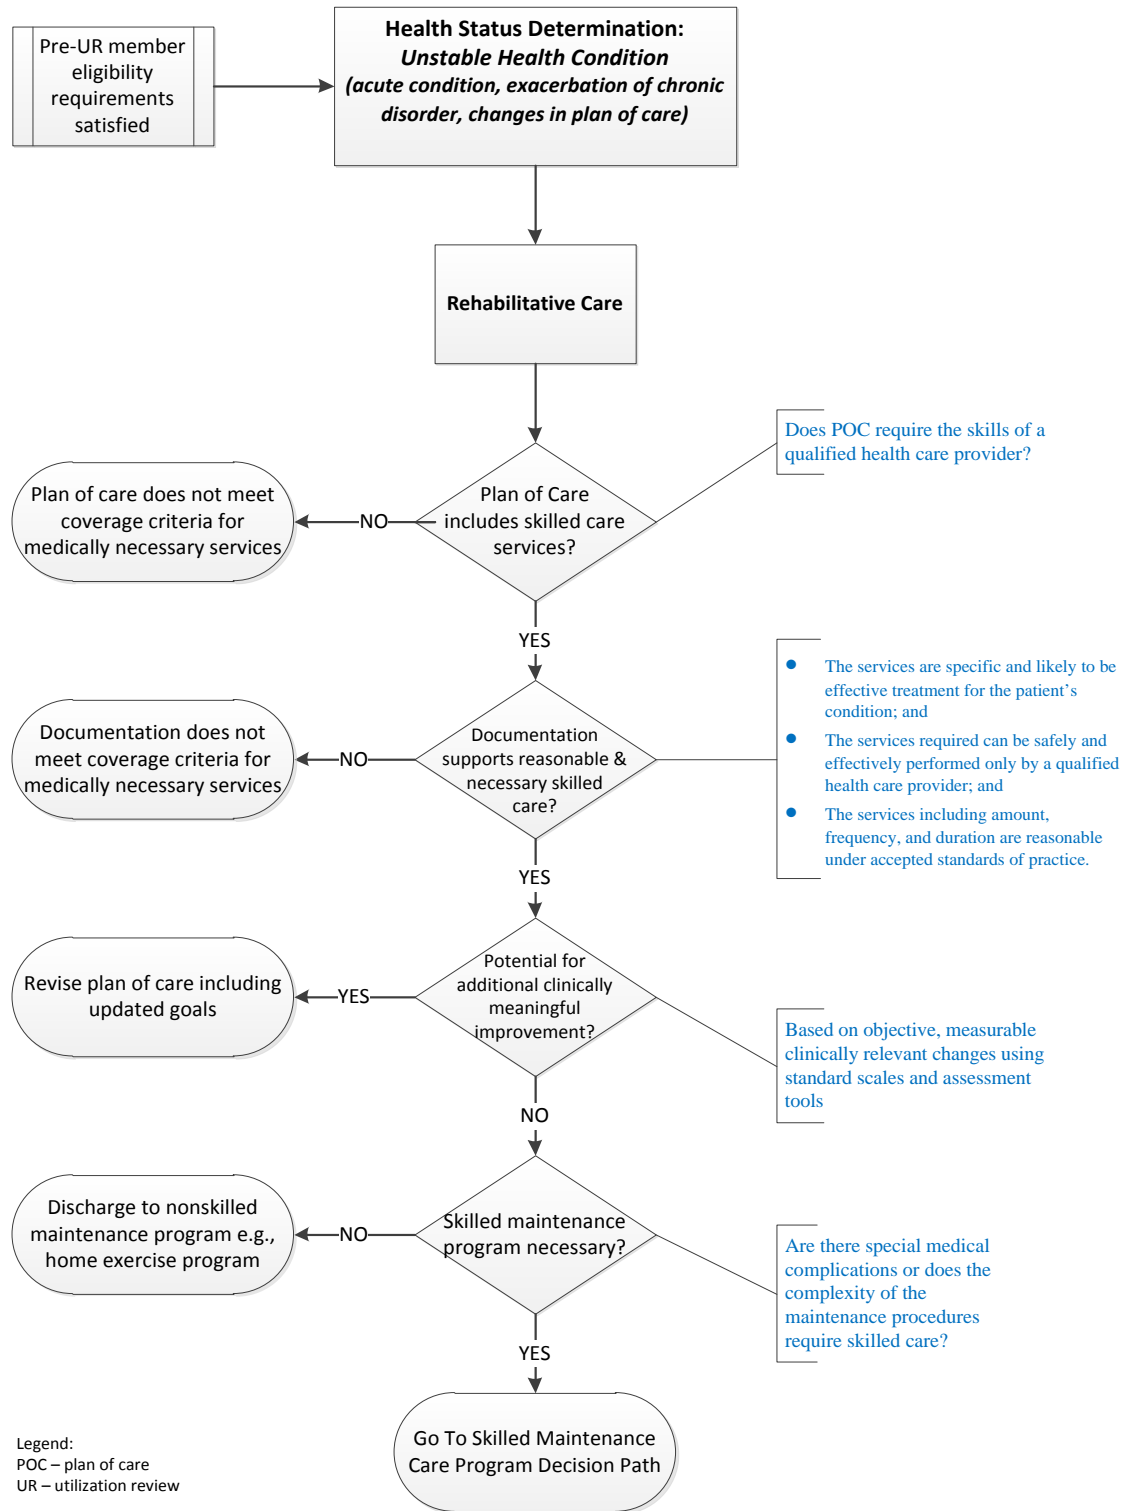 Pre-UR member
eligibility
requirements
satisfied
Health Status Determination:
Unstable Health Condition
(acute condition, exacerbation of chronic
disorder, changes in plan of care)
Rehabilitative Care
Does POC require the skills of a
qualified health care provider?
Plan of Care
includes skilled care
services?
NO
Plan of care does not meet
coverage criteria for
medically necessary services
YES
● The services are specific and likely to be
effective treatment for the patient’s
condition; and
● The services required can be safely and
effectively performed only by a qualified
health care provider; and
● The services including amount,
frequency, and duration are reasonable
under accepted standards of practice.
Documentation
supports reasonable &
necessary skilled
care?
NO
Documentation does not
meet coverage criteria for
medically necessary services
YES
Potential for
additional clinically
meaningful
improvement?
YES
Revise plan of care including
updated goals
Based on objective, measurable
clinically relevant changes using
standard scales and assessment
tools
NO
Skilled maintenance
program necessary?
NO
Discharge to nonskilled
maintenance program e.g.,
home exercise program
Are there special medical
complications or does the
complexity of the
maintenance procedures
require skilled care?
YES
Go To Skilled Maintenance
Care Program Decision Path
Legend:
POC – plan of care
UR – utilization review